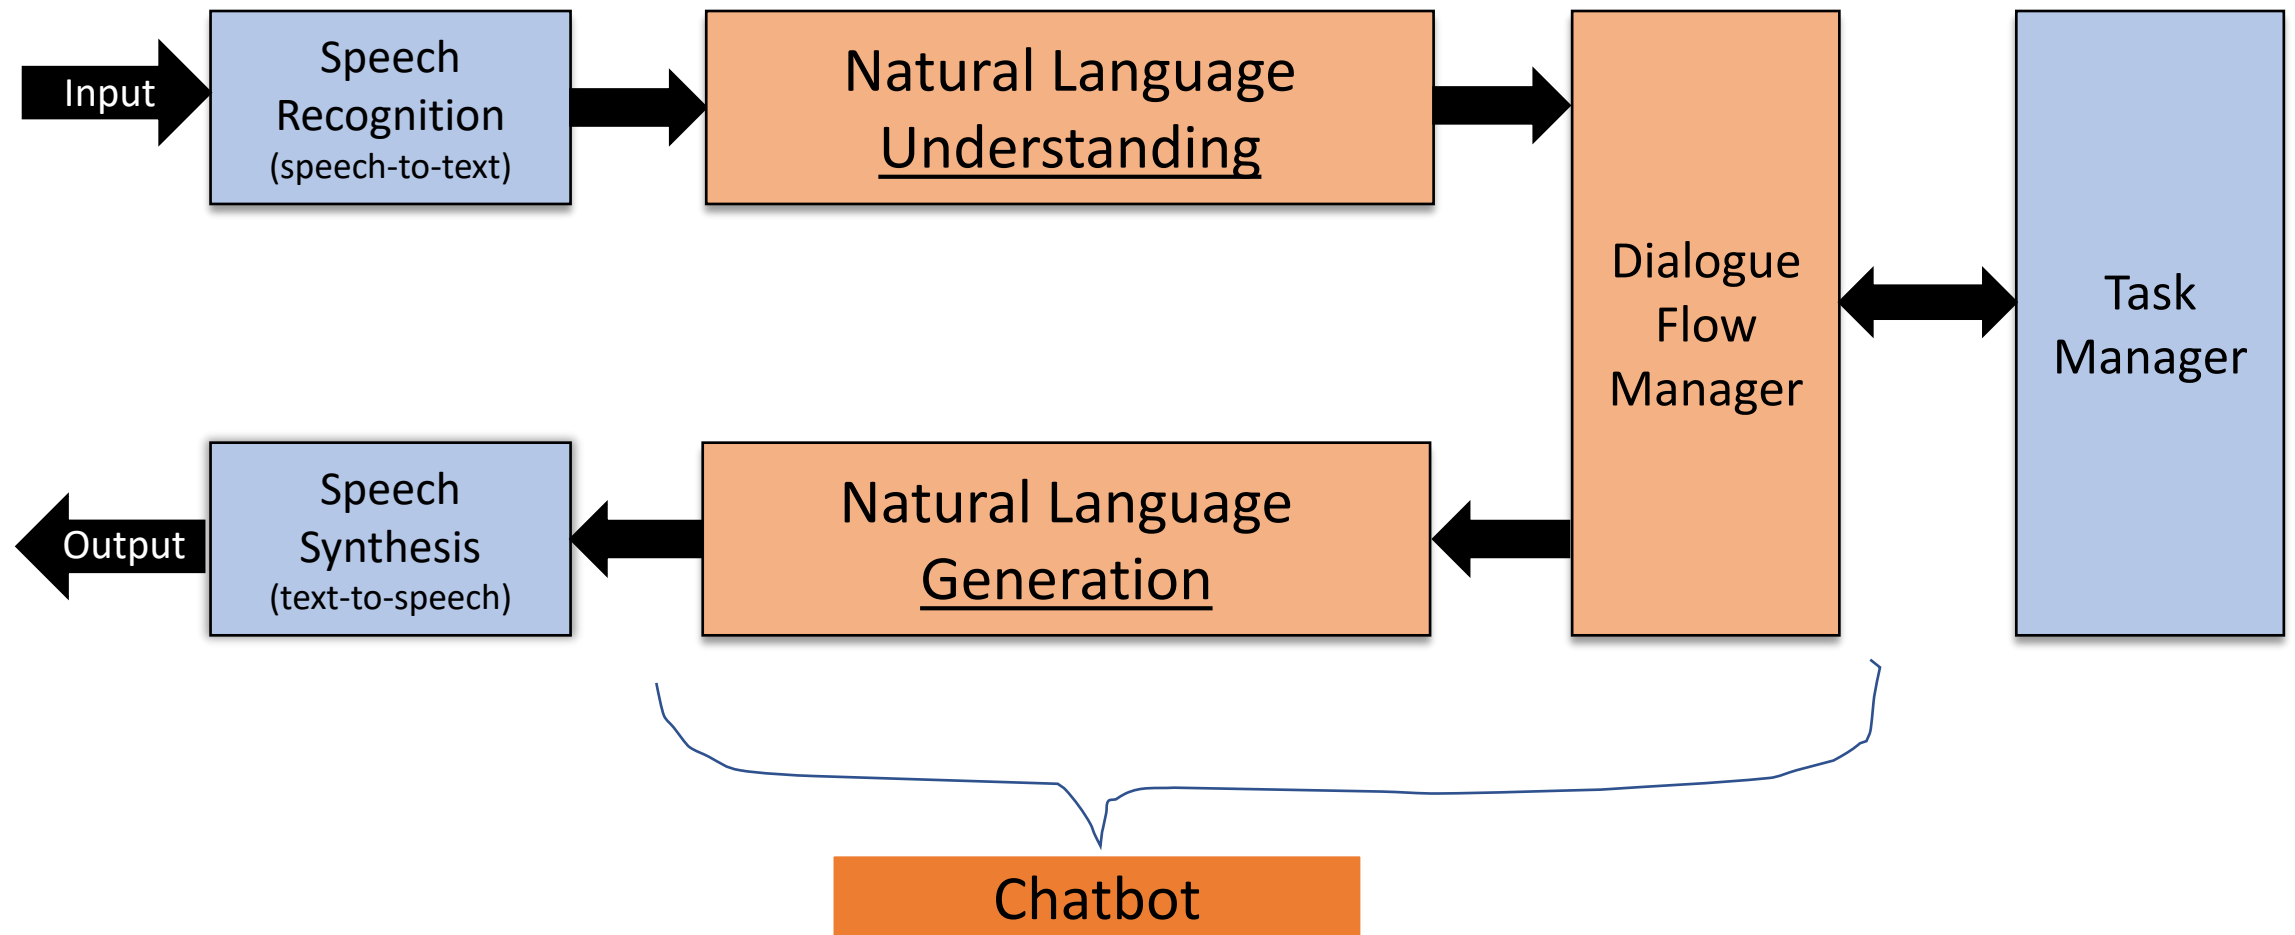 Input
Speech
Recognition
(speech-to-text)
Natural Language
Understanding
Dialogue
Flow
Manager
Task
Manager
Output
Speech
Synthesis
(text-to-speech)
Natural Language
Generation
Chatbot